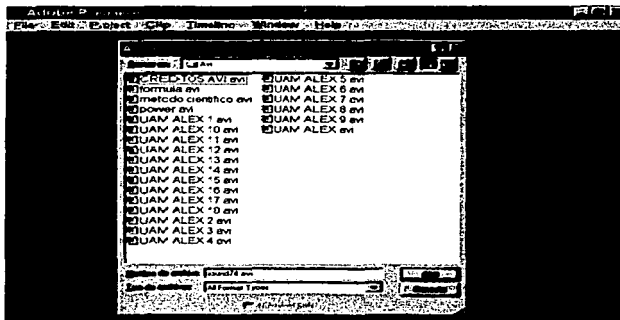 Adobe Premiere
File Edit Project Clip Timeline Window Help
Avi
CREDITOS AVI.avi
formula.avi
metodo cientifico.avi
power.avi
UAM ALEX 1.avi
UAM ALEX 10.avi
UAM ALEX 11.avi
UAM ALEX 12.avi
UAM ALEX 13.avi
UAM ALEX 14.avi
UAM ALEX 15.avi
UAM ALEX 16.avi
UAM ALEX 17.avi
UAM ALEX 2.avi
UAM ALEX 3.avi
UAM ALEX 4.avi
UAM ALEX 5.avi
UAM ALEX 6.avi
UAM ALEX 7.avi
UAM ALEX 8.avi
UAM ALEX 9.avi
UAM ALEX.avi
sound74.avi
All Format Types